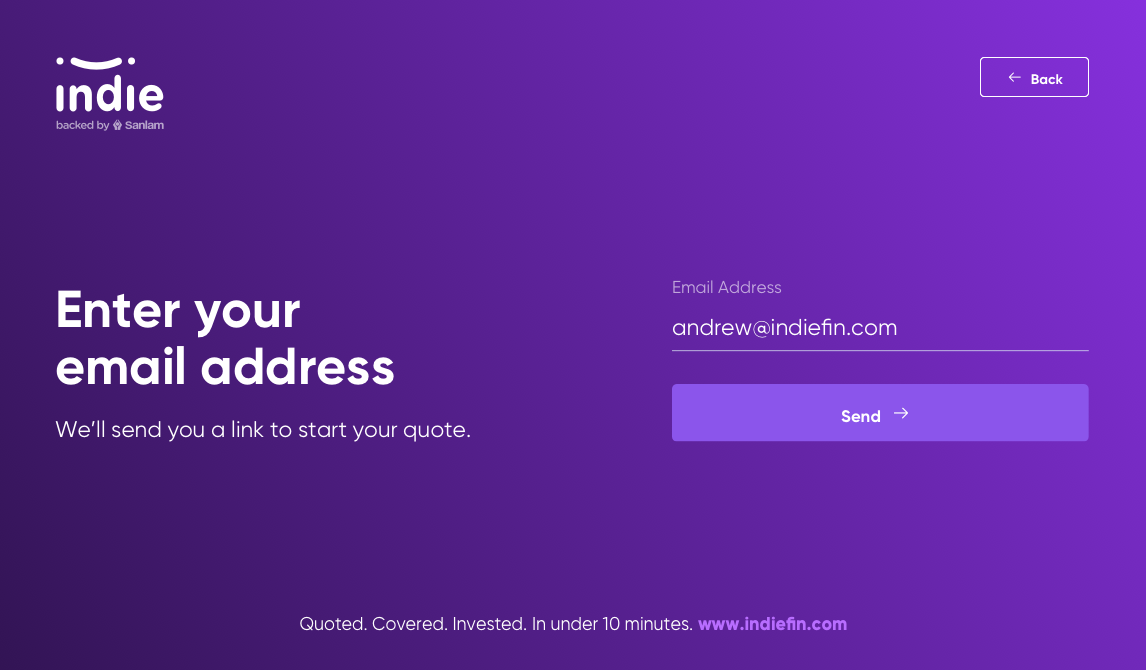 indie
backed by Sanlam
Back
Enter your
email address
We’ll send you a link to start your quote.
Email Address
andrew@indiefin.com
Send
Quoted. Covered. Invested. In under 10 minutes. www.indiefin.com